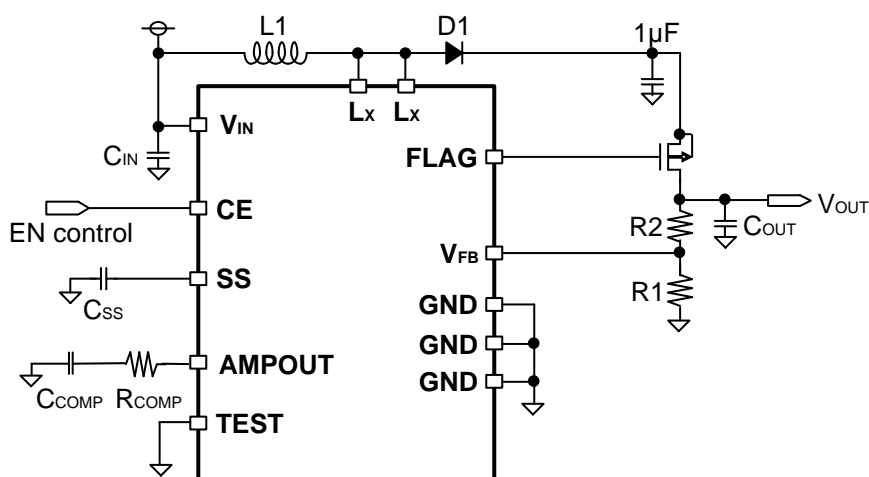 L1
D1
1µF
LX
LX
VIN
CIN
FLAG
CE
EN control
VOUT
R2
COUT
VFB
SS
CSS
R1
GND
GND
AMPOUT
GND
CCOMP
RCOMP
TEST